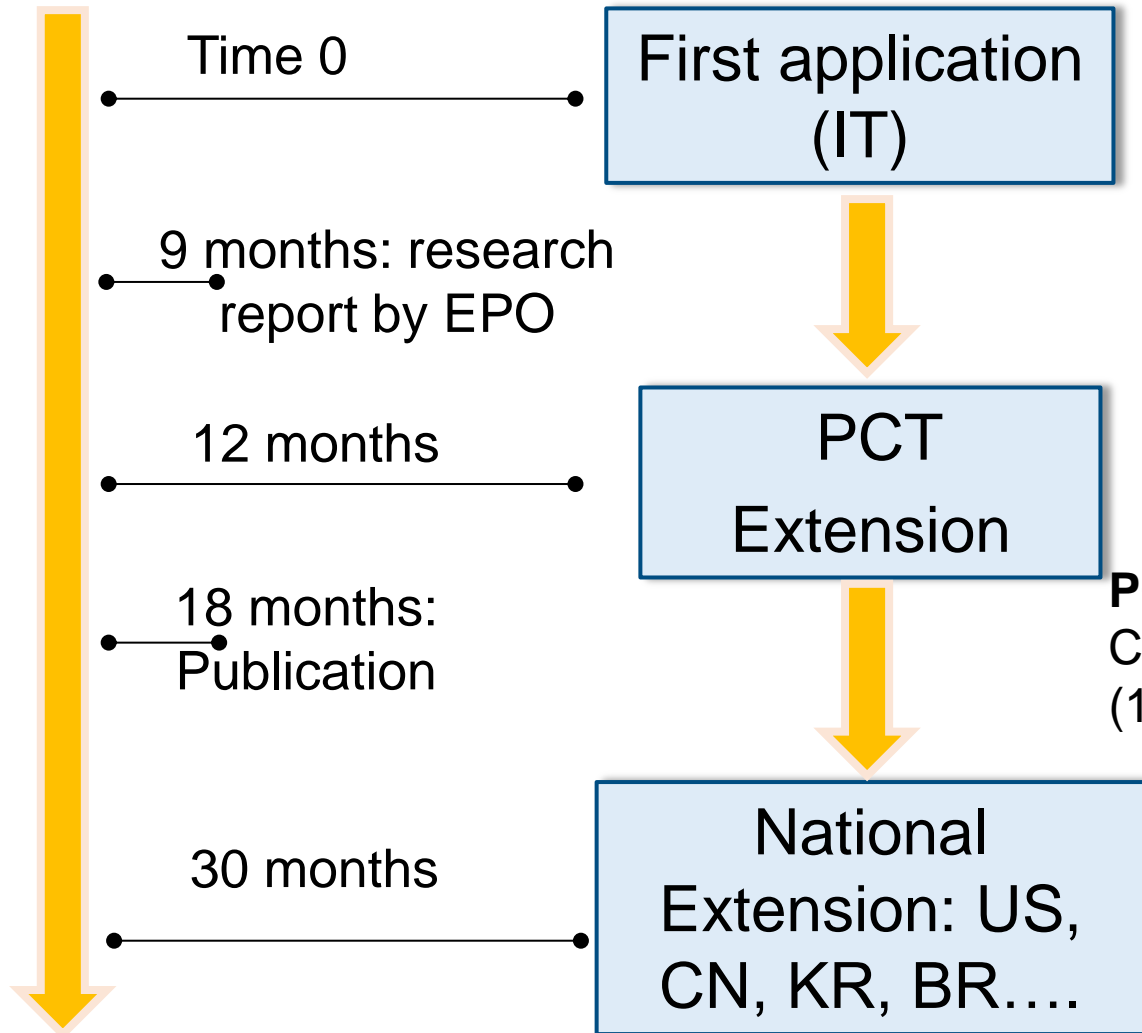 Time 0
First application
(IT)
9 months: research
report by EPO
12 months
PCT
Extension
18 months:
Publication
P
C
(1
30 months
National
Extension: US,
CN, KR, BR….